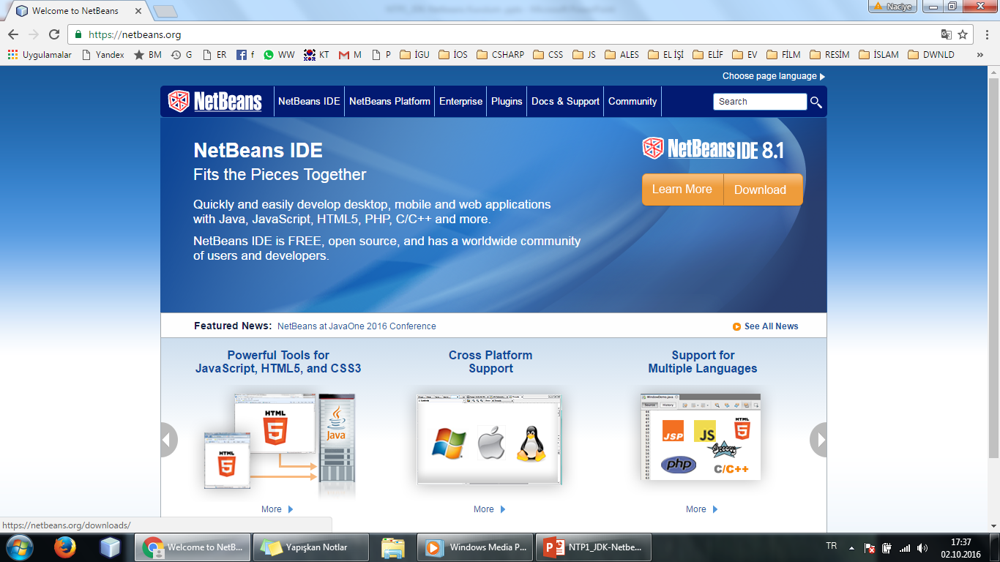 Welcome to NetBeans
Naciye
https://netbeans.org
Uygulamalar Yandex BM G ER f WW KT M P İGU İOS CSHARP CSS JS ALES EL İŞİ ELİF EV FİLM RESİM İSLAM DWNLD »
Choose page language
NetBeans NetBeans IDE NetBeans Platform Enterprise Plugins Docs & Support Community Search
NetBeans IDE
Fits the Pieces Together
NetBeans IDE 8.1
Learn More Download
Quickly and easily develop desktop, mobile and web applications
with Java, JavaScript, HTML5, PHP, C/C++ and more.
NetBeans IDE is FREE, open source, and has a worldwide community
of users and developers.
Featured News: NetBeans at JavaOne 2016 Conference See All News
Powerful Tools for
JavaScript, HTML5, and CSS3
Cross Platform
Support
Support for
Multiple Languages
HTML
5
Java
HTML
5
WindowDemo.java
Source History
JSP JS HTML 5
Groovy
php C/C++
More More More
https://netbeans.org/downloads/
Welcome to NetB... Yapışkan Notlar Windows Media P... NTP1_JDK-Netbe... TR 17:37
02.10.2016